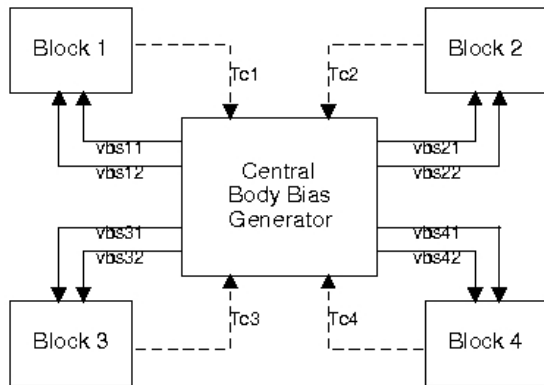 Block 1
Block 2
Tc1
Tc2
vbs11
vbs12
vbs21
vbs22
Central
Body Bias
Generator
vbs31
vbs32
vbs41
vbs42
Tc3
Tc4
Block 3
Block 4